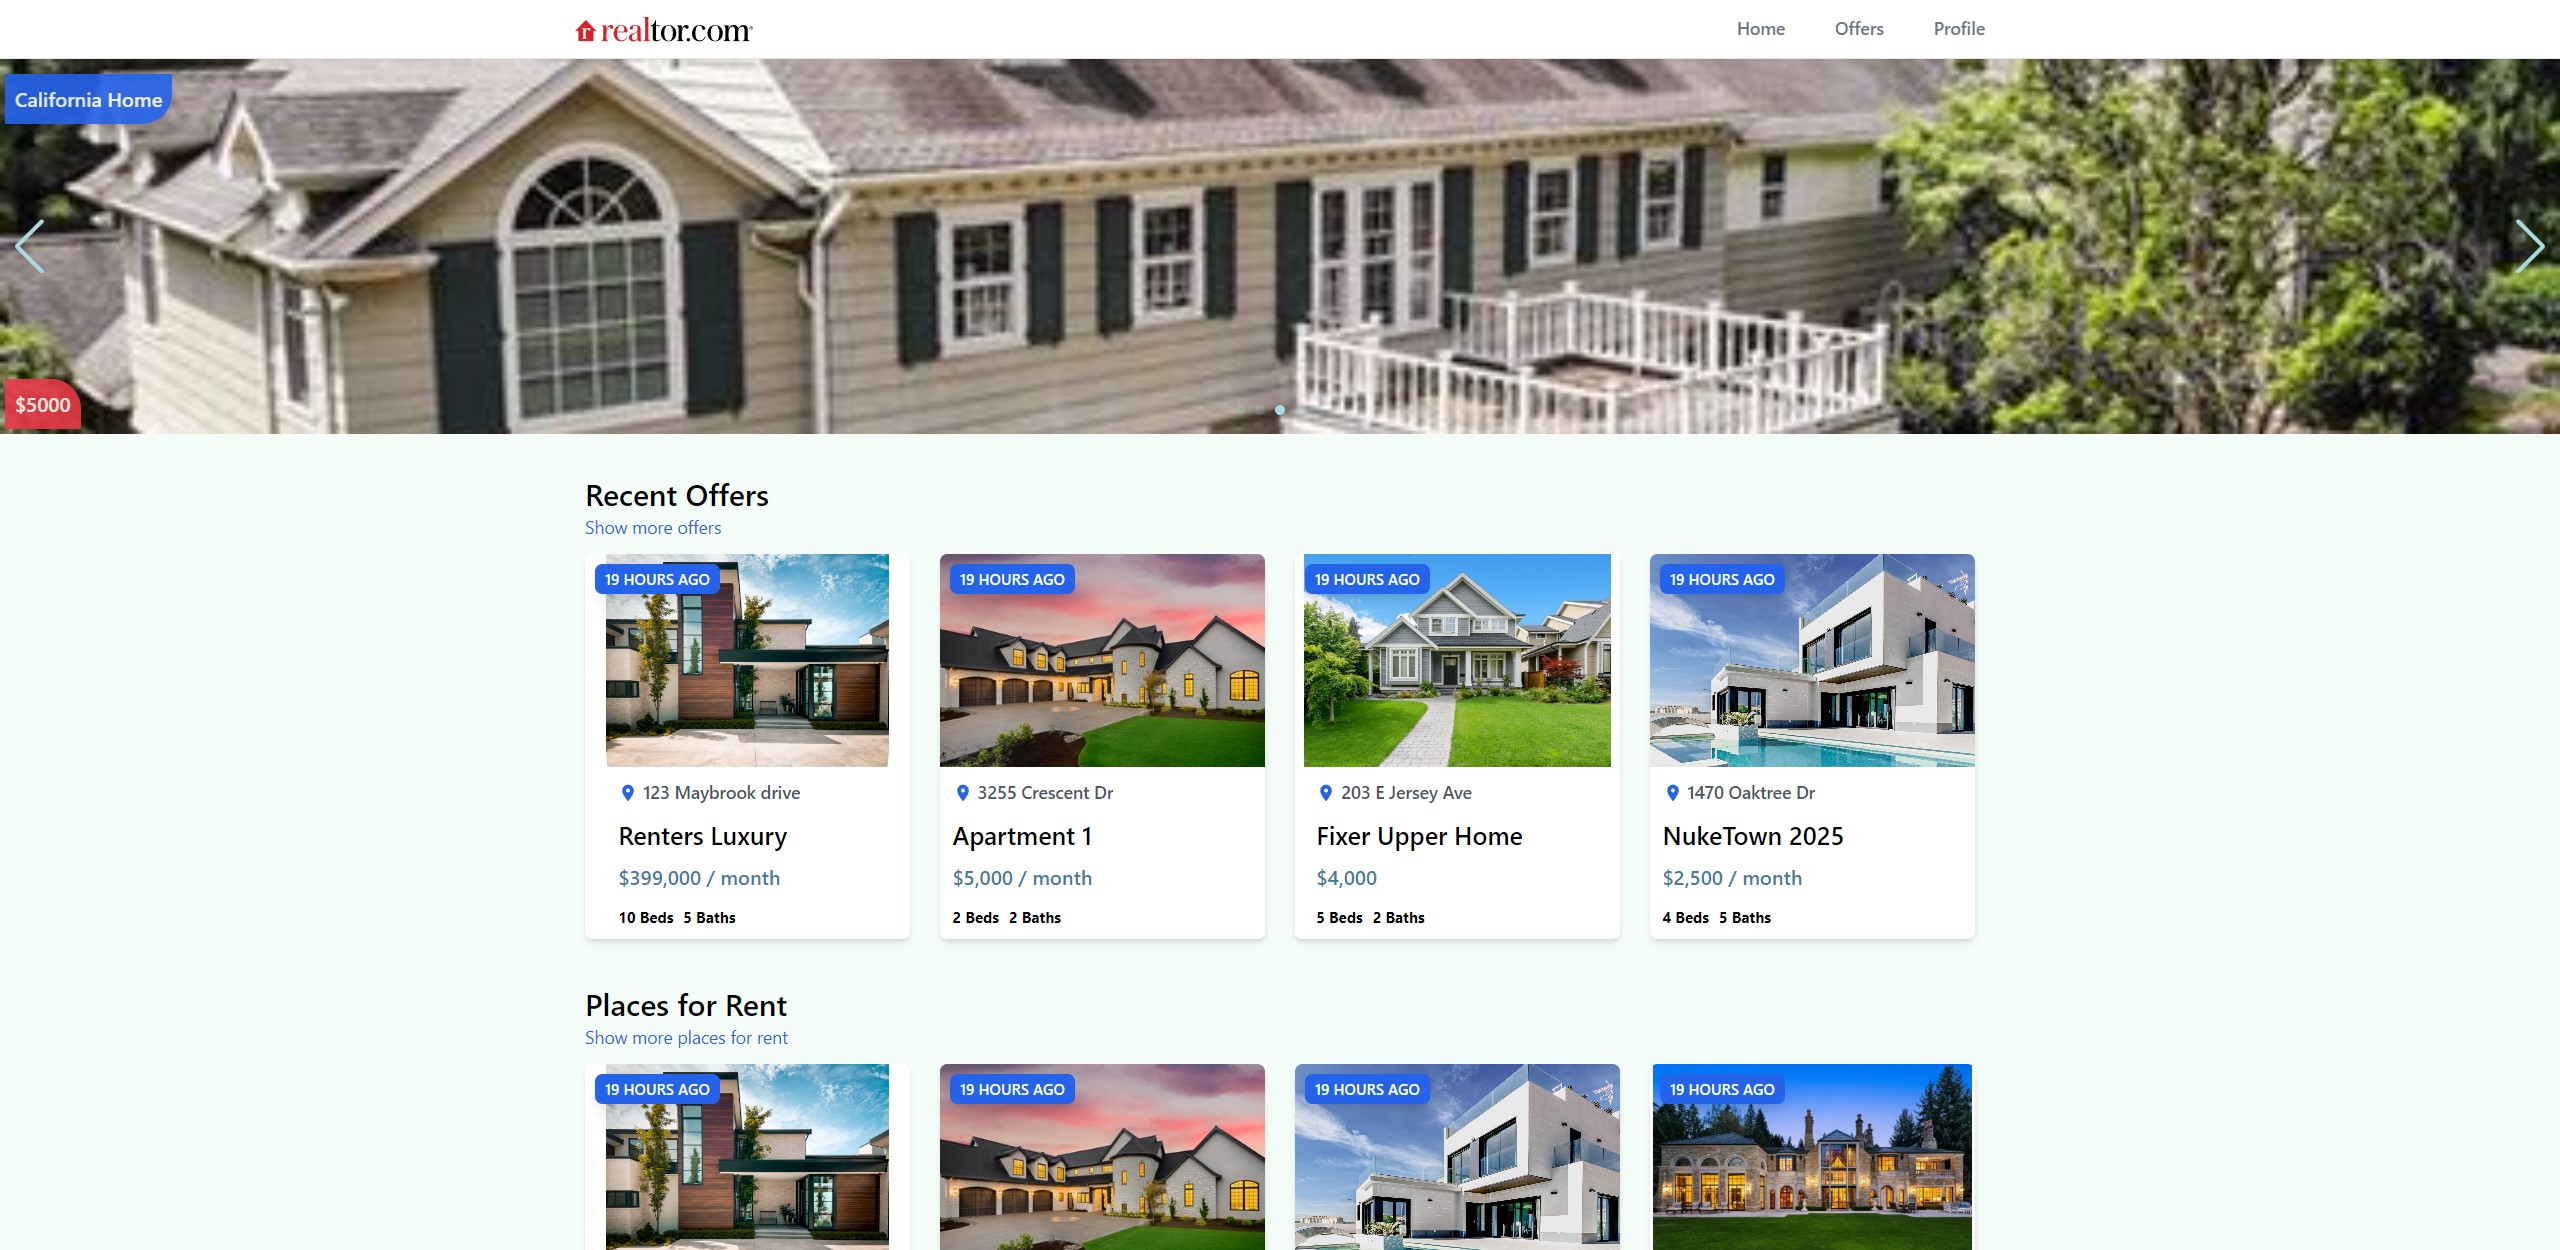 realtor.com
Home
Offers
Profile
California Home
$5000
Recent Offers
Show more offers
19 HOURS AGO
19 HOURS AGO
19 HOURS AGO
19 HOURS AGO
123 Maybrook drive
3255 Crescent Dr
203 E Jersey Ave
1470 Oaktree Dr
Renters Luxury
Apartment 1
Fixer Upper Home
NukeTown 2025
$399,000 / month
$5,000 / month
$4,000
$2,500 / month
10 Beds 5 Baths
2 Beds 2 Baths
5 Beds 2 Baths
4 Beds 5 Baths
Places for Rent
Show more places for rent
19 HOURS AGO
19 HOURS AGO
19 HOURS AGO
19 HOURS AGO